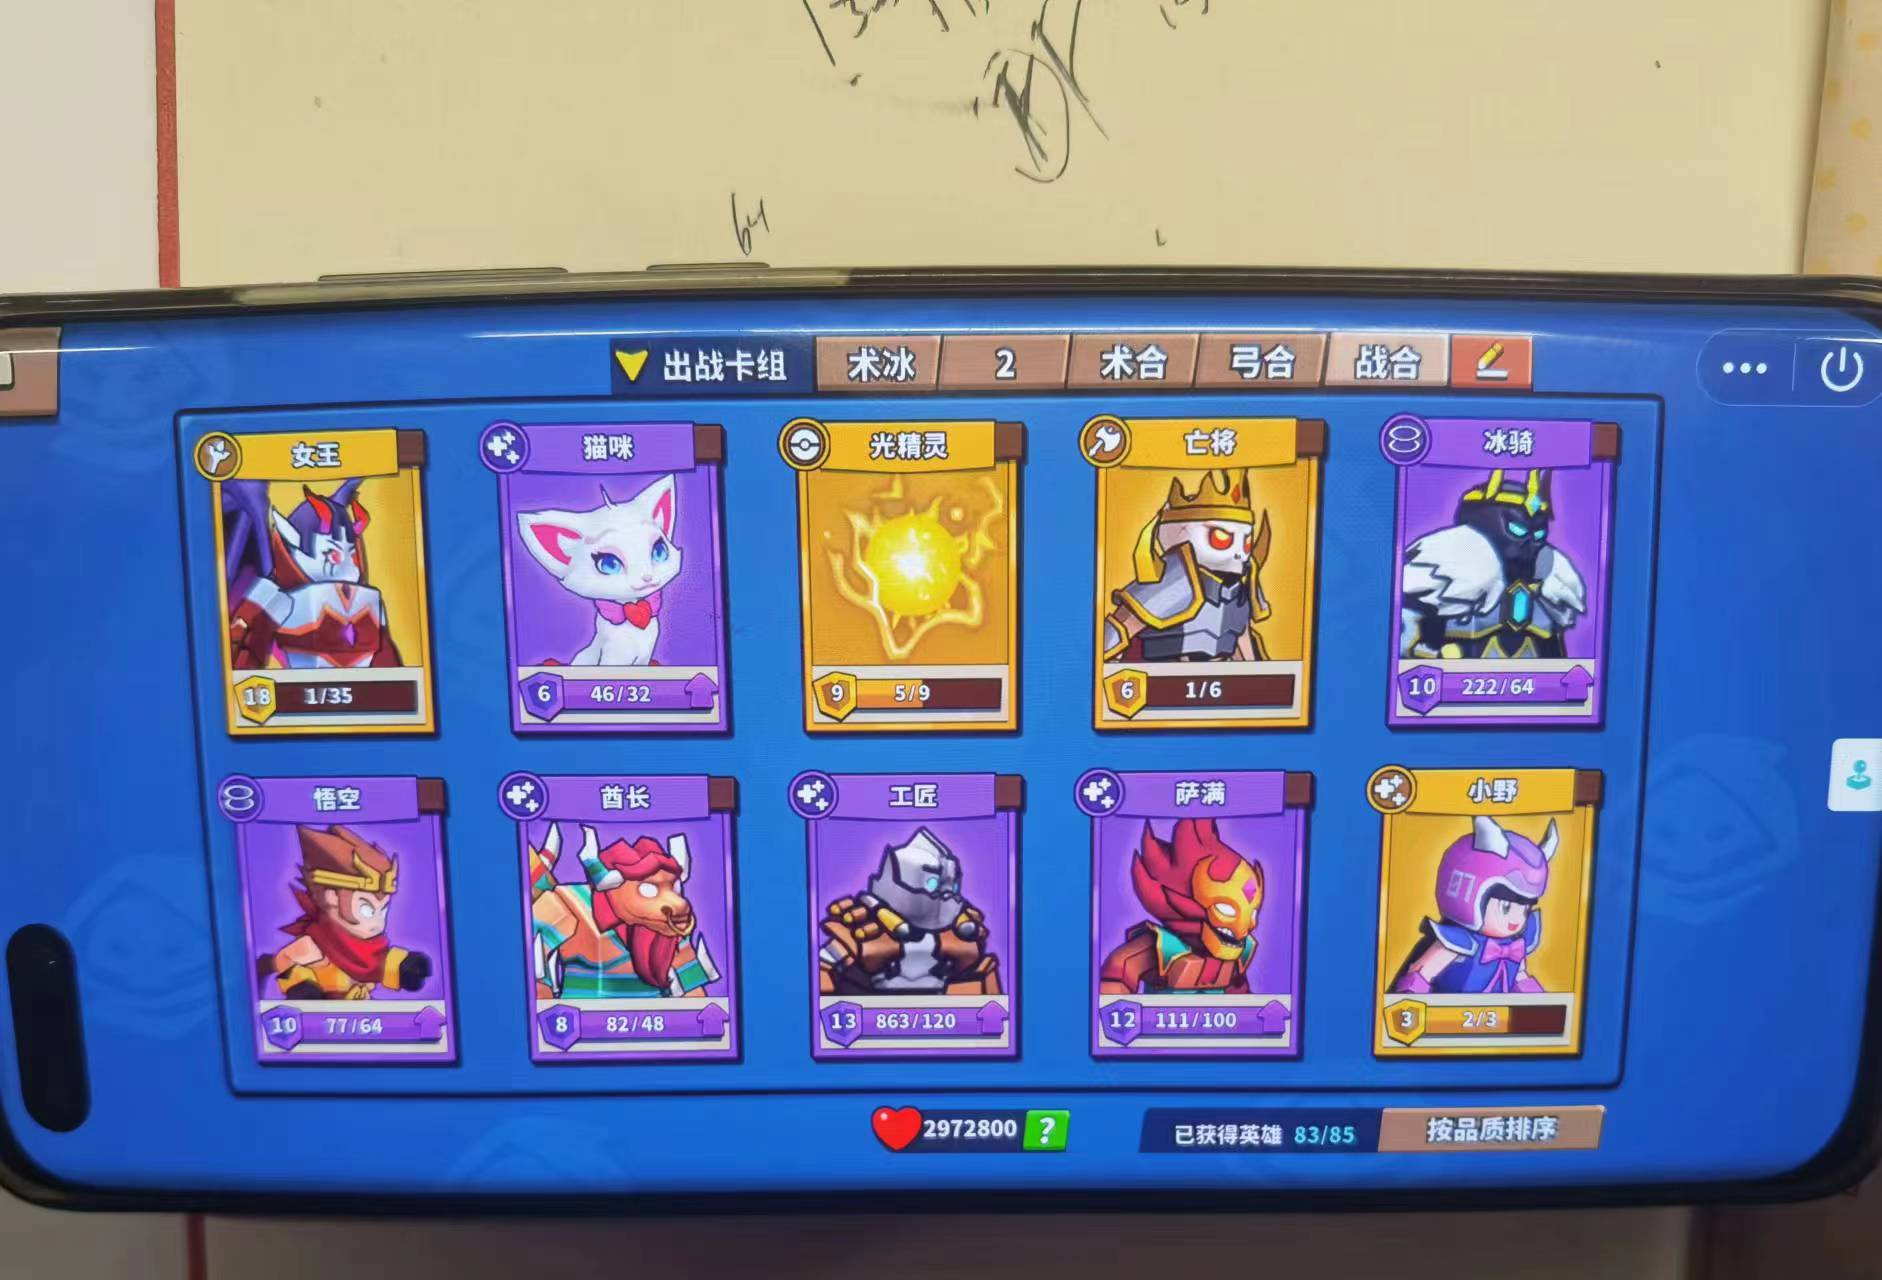 64
出战卡组 术冰 2 术合 弓合 战合
女王 猫咪 光精灵 亡将 冰骑
18 1/35 6 46/32 9 5/9 6 1/6 10 222/64
悟空 酋长 工匠 萨满 小野
07
10 77/64 8 82/48 13 863/120 12 111/100 3 2/3
2972800 ? 已获得英雄 83/85 按品质排序